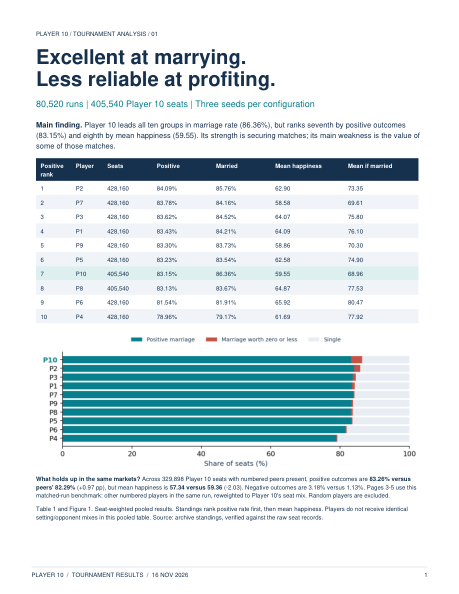 PLAYER 10 / TOURNAMENT ANALYSIS / 01
Excellent at marrying.
Less reliable at profiting.
80,520 runs | 405,540 Player 10 seats | Three seeds per configuration
Main finding. Player 10 leads all ten groups in marriage rate (86.36%), but ranks seventh by positive outcomes
(83.15%) and eighth by mean happiness (59.55). Its strength is securing matches; its main weakness is the value of
some of those matches.
Positive rank Player Seats Positive Married Mean happiness Mean if married
1 P2 428,160 84.09% 85.76% 62.90 73.35
2 P7 428,160 83.78% 84.16% 58.58 69.61
3 P3 428,160 83.62% 84.52% 64.07 75.80
4 P1 428,160 83.43% 84.21% 64.09 76.10
5 P9 428,160 83.30% 83.73% 58.86 70.30
6 P5 428,160 83.23% 83.54% 62.58 74.90
7 P10 405,540 83.15% 86.36% 59.55 68.96
8 P8 428,160 83.13% 83.67% 64.87 77.53
9 P6 428,160 81.54% 81.91% 65.92 80.47
10 P4 428,160 78.96% 79.17% 61.69 77.92
Positive marriage Marriage worth zero or less Single
P10
P2
P3
P1
P7
P9
P8
P5
P6
P4
0 20 40 60 80 100
Share of seats (%)
What holds up in the same markets? Across 329,898 Player 10 seats with numbered peers present, positive outcomes are 83.26% versus
peers' 82.29% (+0.97 pp), but mean happiness is 57.34 versus 59.36 (-2.03). Negative outcomes are 3.18% versus 1.13%. Pages 3-5 use this
matched-run benchmark: other numbered players in the same run, reweighted to Player 10's seat mix. Random players are excluded.
Table 1 and Figure 1. Seat-weighted pooled results. Standings rank positive rate first, then mean happiness. Players do not receive identical
setting/opponent mixes in this pooled table. Source: archive standings, verified against the raw seat records.
PLAYER 10 / TOURNAMENT RESULTS / 16 NOV 2026 1